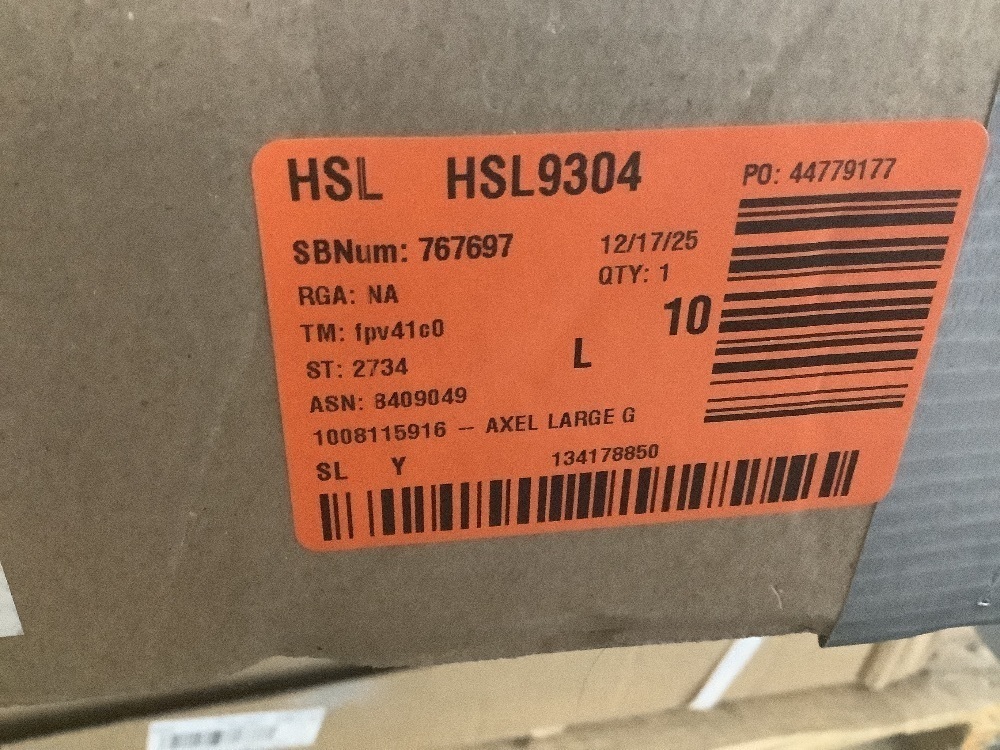 HSL HSL9304
PO: 44779177
SBNum: 767697
12/17/25
RGA: NA
QTY: 1
TM: fpv41c0
10
ST: 2734
L
ASN: 8409049
1008115916 -- AXEL LARGE G
SL Y
134178850